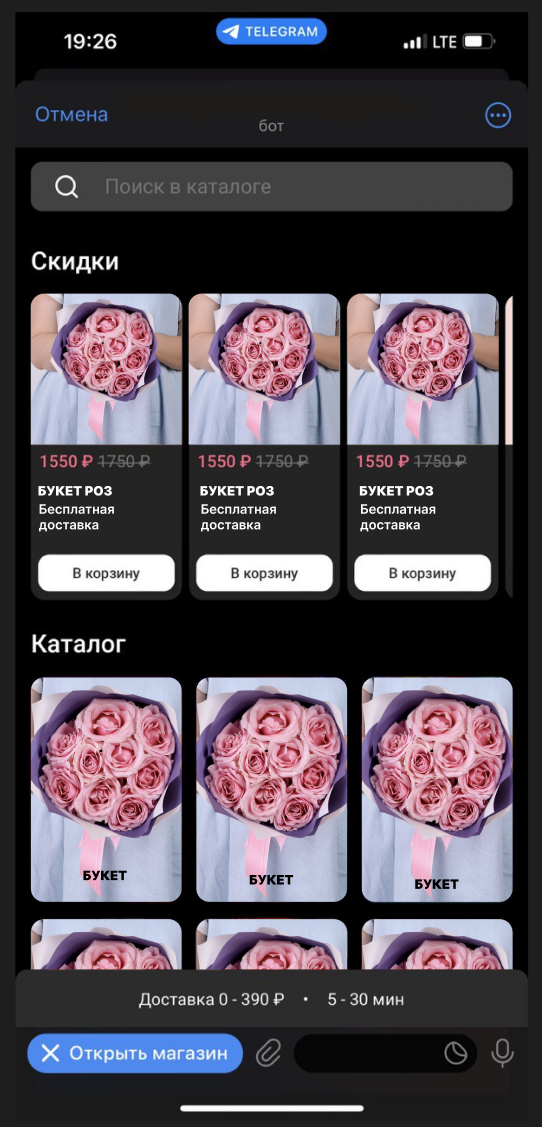 19:26
TELEGRAM
LTE
Отмена
бот
Поиск в каталоге
Скидки
1550 ₽ 1750 ₽
БУКЕТ РОЗ
Бесплатная
доставка
В корзину
1550 ₽ 1750 ₽
БУКЕТ РОЗ
Бесплатная
доставка
В корзину
1550 ₽ 1750 ₽
БУКЕТ РОЗ
Бесплатная
доставка
В корзину
Каталог
БУКЕТ
БУКЕТ
БУКЕТ
Доставка 0 - 390 ₽ • 5 - 30 мин
Открыть магазин